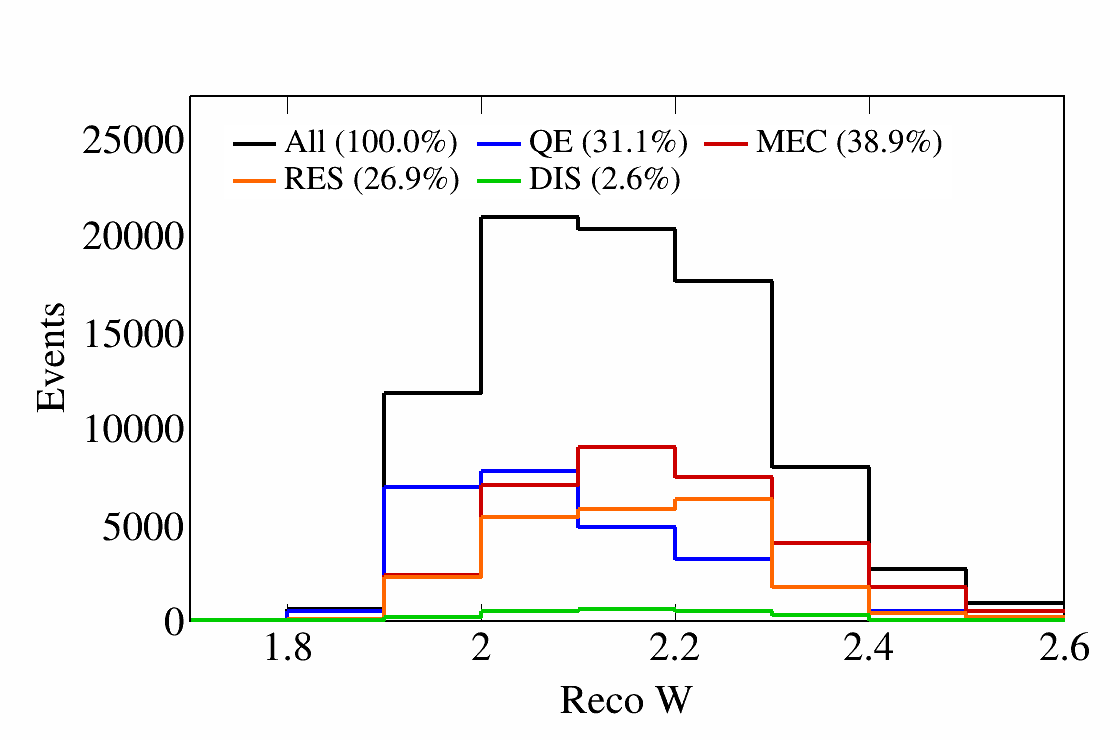 25000
20000
15000
10000
5000
0
Events
All (100.0%) QE (31.1%) MEC (38.9%)
RES (26.9%) DIS (2.6%)
1.8 2 2.2 2.4 2.6
Reco W